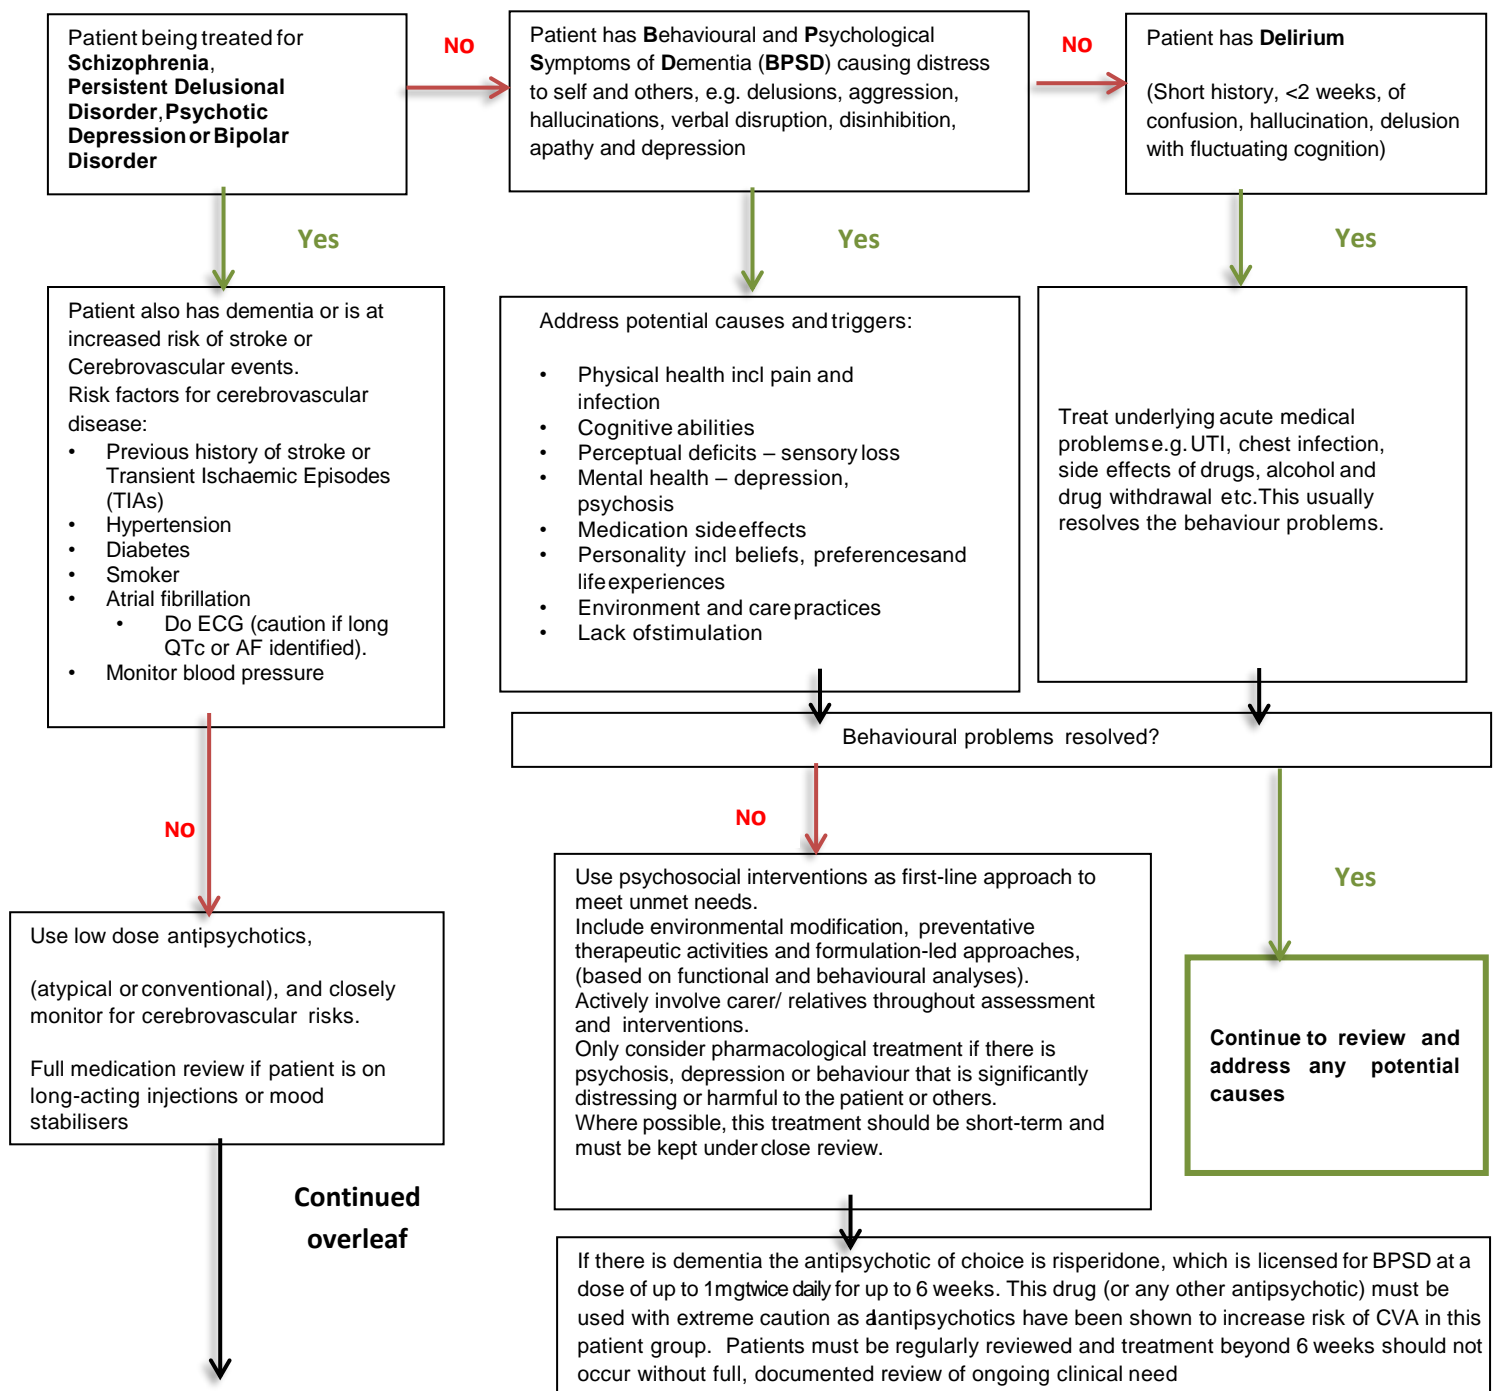 Patient being treated for
Schizophrenia,
Persistent Delusional
Disorder, Psychotic
Depression or Bipolar
Disorder
NO
Patient has Behavioural and Psychological
Symptoms of Dementia (BPSD) causing distress
to self and others, e.g. delusions, aggression,
hallucinations, verbal disruption, disinhibition,
apathy and depression
NO
Patient has Delirium
(Short history, <2 weeks, of
confusion, hallucination, delusion
with fluctuating cognition)
Yes
Yes
Yes
Patient also has dementia or is at
increased risk of stroke or
Cerebrovascular events.
Risk factors for cerebrovascular
disease:
• Previous history of stroke or
Transient Ischaemic Episodes
(TIAs)
• Hypertension
• Diabetes
• Smoker
• Atrial fibrillation
• Do ECG (caution if long
QTc or AF identified).
• Monitor blood pressure
Address potential causes and triggers:
• Physical health incl pain and
infection
• Cognitive abilities
• Perceptual deficits – sensory loss
• Mental health – depression,
psychosis
• Medication side effects
• Personality incl beliefs, preferences and
life experiences
• Environment and care practices
• Lack of stimulation
Treat underlying acute medical
problems e.g. UTI, chest infection,
side effects of drugs, alcohol and
drug withdrawal etc. This usually
resolves the behaviour problems.
Behavioural problems resolved?
NO
NO
Yes
Use low dose antipsychotics,
(atypical or conventional), and closely
monitor for cerebrovascular risks.
Full medication review if patient is on
long-acting injections or mood
stabilisers
Use psychosocial interventions as first-line approach to
meet unmet needs.
Include environmental modification, preventative
therapeutic activities and formulation-led approaches,
(based on functional and behavioural analyses).
Actively involve carer/ relatives throughout assessment
and interventions.
Only consider pharmacological treatment if there is
psychosis, depression or behaviour that is significantly
distressing or harmful to the patient or others.
Where possible, this treatment should be short-term and
must be kept under close review.
Continue to review and
address any potential
causes
Continued
overleaf
If there is dementia the antipsychotic of choice is risperidone, which is licensed for BPSD at a
dose of up to 1mg twice daily for up to 6 weeks. This drug (or any other antipsychotic) must be
used with extreme caution as antipsychotics have been shown to increase risk of CVA in this
patient group. Patients must be regularly reviewed and treatment beyond 6 weeks should not
occur without full, documented review of ongoing clinical need